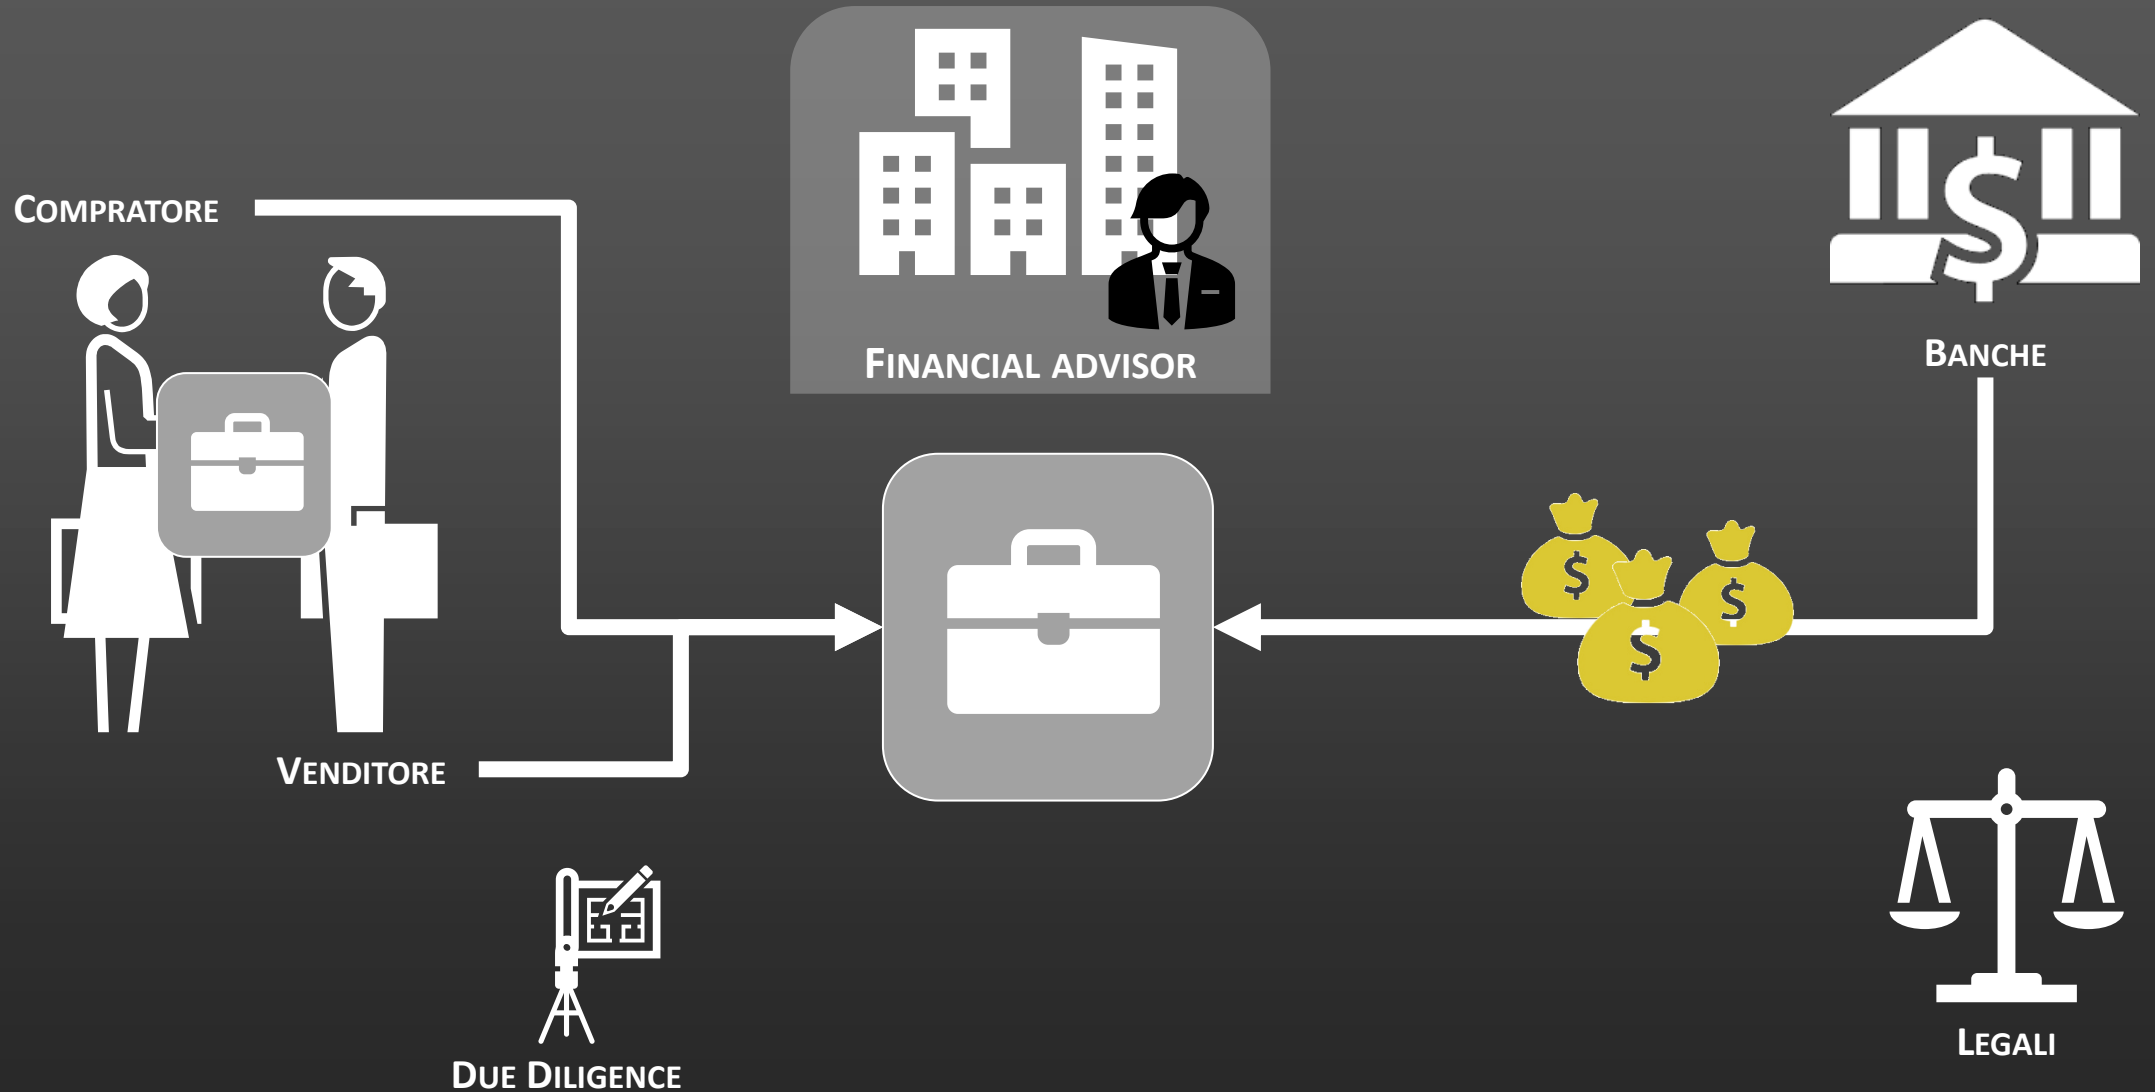 COMPRATORE
FINANCIAL ADVISOR
BANCHE
VENDITORE
DUE DILIGENCE
LEGALI